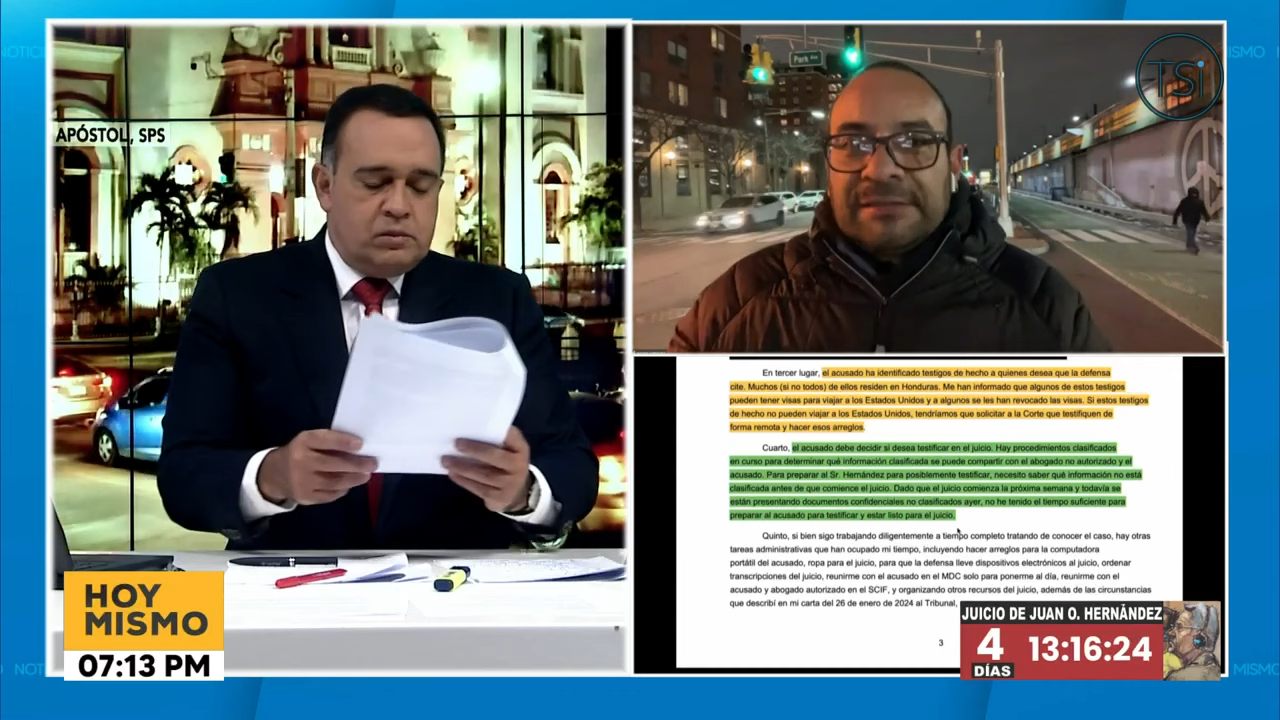 APÓSTOL, SPS
Park Av
TSi
En tercer lugar, el acusado ha identificado testigos de hecho a quienes desea que la defensa
cite. Muchos (si no todos) de ellos residen en Honduras. Me han informado que algunos de estos testigos
pueden tener visas para viajar a los Estados Unidos y a algunos se les han revocado las visas. Si estos testigos
de hecho no pueden viajar a los Estados Unidos, tendríamos que solicitar a la Corte que testifiquen de
forma remota y hacer esos arreglos.
Cuarto, el acusado debe decidir si desea testificar en el juicio. Hay procedimientos clasificados
en curso para determinar qué información clasificada se puede compartir con el abogado no autorizado y el
acusado. Para preparar al Sr. Hernández para posiblemente testificar, necesito saber qué información no está
clasificada antes de que comience el juicio. Dado que el juicio comienza la próxima semana y todavía se
están presentando documentos confidenciales no clasificados ayer, no he tenido el tiempo suficiente para
preparar al acusado para testificar y estar listo para el juicio.
Quinto, si bien sigo trabajando diligentemente a tiempo completo tratando de conocer el caso, hay otras
tareas administrativas que han ocupado mi tiempo, incluyendo hacer arreglos para la computadora
portátil del acusado, ropa para el juicio, para que la defensa lleve dispositivos electrónicos al juicio, ordenar
transcripciones del juicio, reunirme con el acusado en el MDC solo para ponerme al día, reunirme con el
acusado y abogado autorizado en el SCIF, y organizando otros recursos del juicio, además de las circunstancias
que describí en mi carta del 26 de enero de 2024 al Tribunal,
3
HOY
MISMO
07:13 PM
JUICIO DE JUAN O. HERNÁNDEZ
4
DÍAS
13:16:24
NOTIC
ISMO
NOT
MISMO